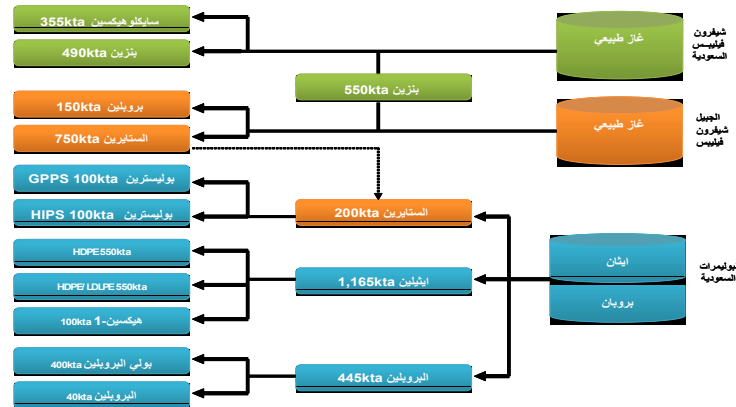 سايكلوهيكسين 355kta
بنزين 490kta
غاز طبيعي
شيفرون
فيليبس
السعودية
بنزين 550kta
بروبلين 150kta
الستايرين 750kta
غاز طبيعي
الجبيل
شيفرون
فيليبس
بوليسترين GPPS 100kta
بوليسترين HIPS 100kta
الستايرين 200kta
HDPE 550kta
HDPE/ LDLPE 550kta
هيكسين-1 100kta
ايثيلين 1,165kta
ايثان
بروبان
بوليمرات
السعودية
بولي البروبلين 400kta
البروبلين 40kta
البروبلين 445kta